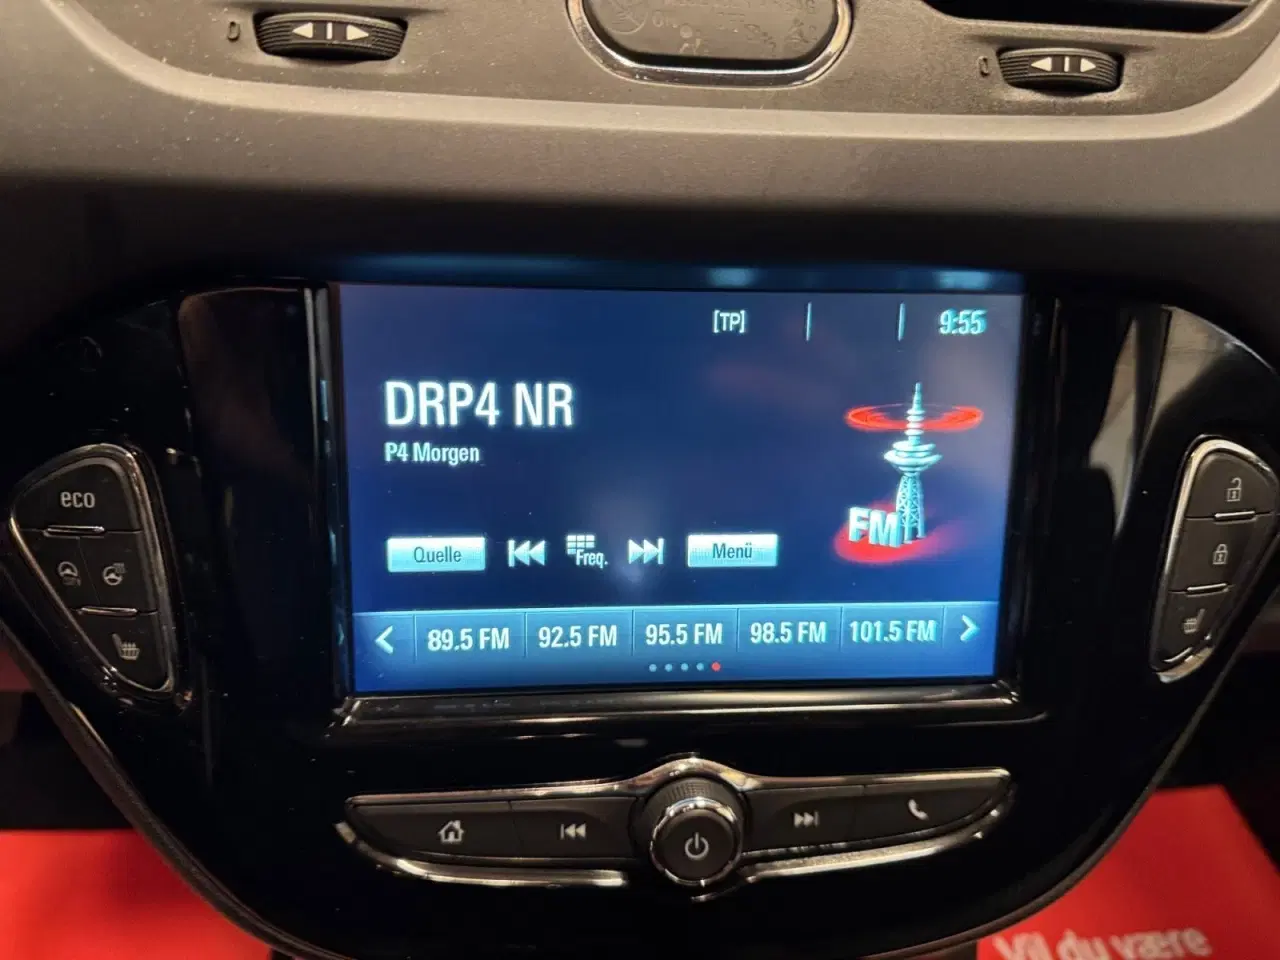 [TP]
9:55
DRP4 NR
P4 Morgen
FM
Quelle
Freq.
Menü
89.5 FM
92.5 FM
95.5 FM
98.5 FM
101.5 FM
eco
CITY
Vil du være